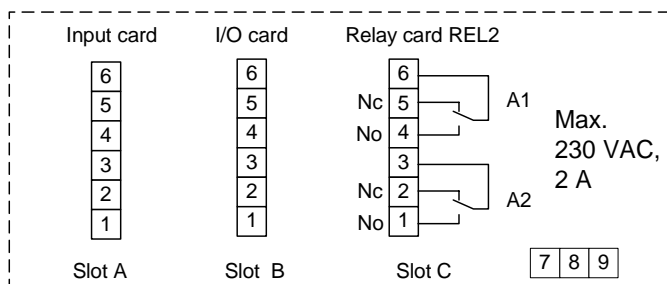 Input card I/O card Relay card REL2
6 6 6
5 5 Nc 5 A1
4 4 No 4
3 3 3
2 2 Nc 2 A2
1 1 No 1
Max.
230 VAC,
2 A
Slot A Slot B Slot C
7 8 9